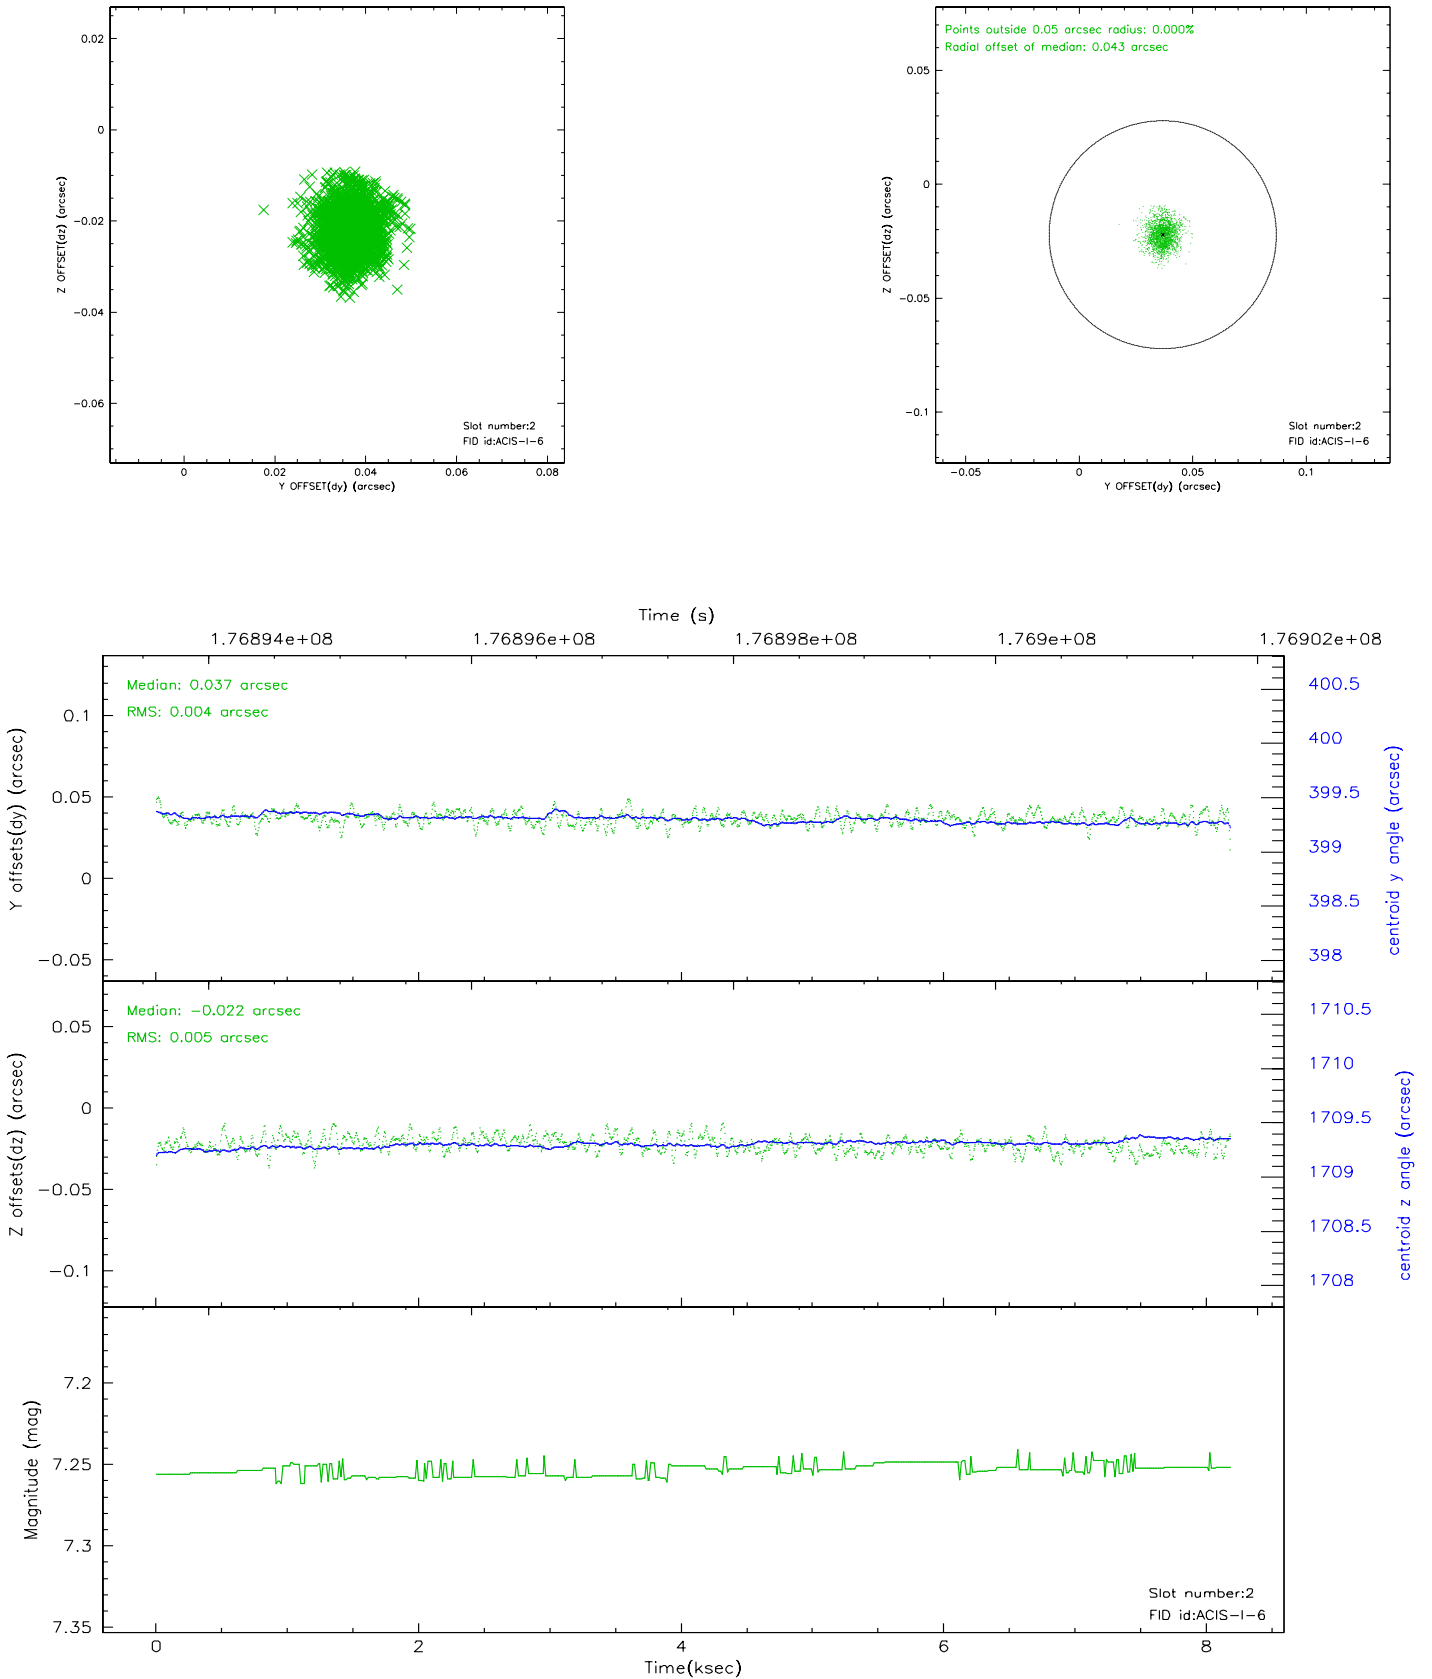 0.02
0
−0.02
−0.04
−0.06
Z OFFSET(dz) (arcsec)
Slot number:2
FID id:ACIS−I−6
0 0.02 0.04 0.06 0.08
Y OFFSET(dy) (arcsec)
Points outside 0.05 arcsec radius: 0.000%
Radial offset of median: 0.043 arcsec
0.05
0
−0.05
−0.1
Z OFFSET(dz) (arcsec)
Slot number:2
FID id:ACIS−I−6
−0.05 0 0.05 0.1
Y OFFSET(dy) (arcsec)
Time (s)
1.76894e+08 1.76896e+08 1.76898e+08 1.769e+08 1.76902e+08
Median: 0.037 arcsec
RMS: 0.004 arcsec
0.1
0.05
0
−0.05
Y offsets(dy) (arcsec)
400.5
400
399.5
399
398.5
398
centroid y angle (arcsec)
Median: −0.022 arcsec
RMS: 0.005 arcsec
0.05
0
−0.05
−0.1
Z offsets(dz) (arcsec)
1710.5
1710
1709.5
1709
1708.5
1708
centroid z angle (arcsec)
7.2
7.25
7.3
7.35
Magnitude (mag)
Slot number:2
FID id:ACIS−I−6
0 2 4 6 8
Time(ksec)